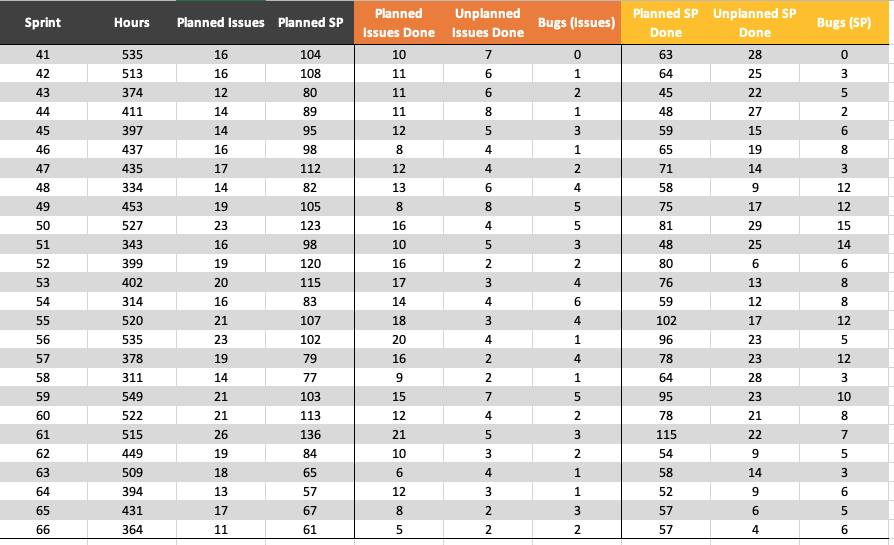 Sprint Hours Planned Issues Planned SP Planned Issues Done Unplanned Issues Done Bugs (Issues) Planned SP Done Unplanned SP Done Bugs (SP)
41 535 16 104 10 7 0 63 28 0
42 513 16 108 11 6 1 64 25 3
43 374 12 80 11 6 2 45 22 5
44 411 14 89 11 8 1 48 27 2
45 397 14 95 12 5 3 59 15 6
46 437 16 98 8 4 1 65 19 8
47 435 17 112 12 4 2 71 14 3
48 334 14 82 13 6 4 58 9 12
49 453 19 105 8 8 5 75 17 12
50 527 23 123 16 4 5 81 29 15
51 343 16 98 10 5 3 48 25 14
52 399 19 120 16 2 2 80 6 6
53 402 20 115 17 3 4 76 13 8
54 314 16 83 14 4 6 59 12 8
55 520 21 107 18 3 4 102 17 12
56 535 23 102 20 4 1 96 23 5
57 378 19 79 16 2 4 78 23 12
58 311 14 77 9 2 1 64 28 3
59 549 21 103 15 7 5 95 23 10
60 522 21 113 12 4 2 78 21 8
61 515 26 136 21 5 3 115 22 7
62 449 19 84 10 3 2 54 9 5
63 509 18 65 6 4 1 58 14 3
64 394 13 57 12 3 1 52 9 6
65 431 17 67 8 2 3 57 6 5
66 364 11 61 5 2 2 57 4 6